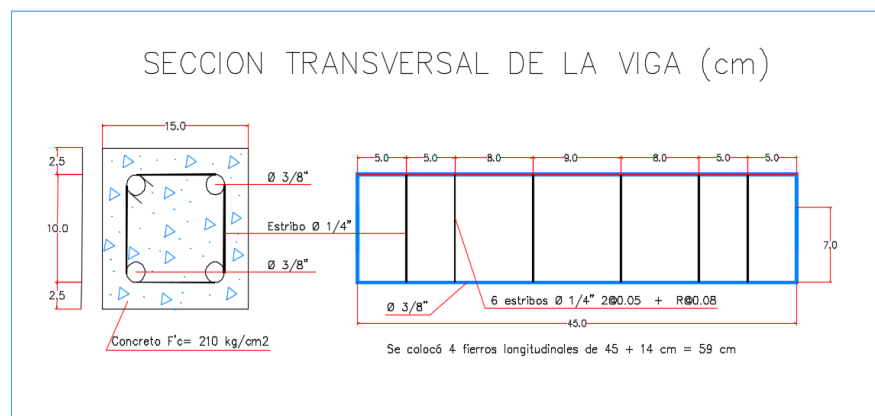 SECCION TRANSVERSAL DE LA VIGA (cm)
15.0
2.5
10.0
2.5
Ø 3/8"
Estribo Ø 1/4"
Ø 3/8"
Concreto F'c= 210 kg/cm2
5.0 5.0 8.0 9.0 8.0 5.0 5.0
7.0
Ø 3/8"
6 estribos Ø 1/4" 2@0.05 + R@0.08
45.0
Se colocó 4 fierros longitudinales de 45 + 14 cm = 59 cm